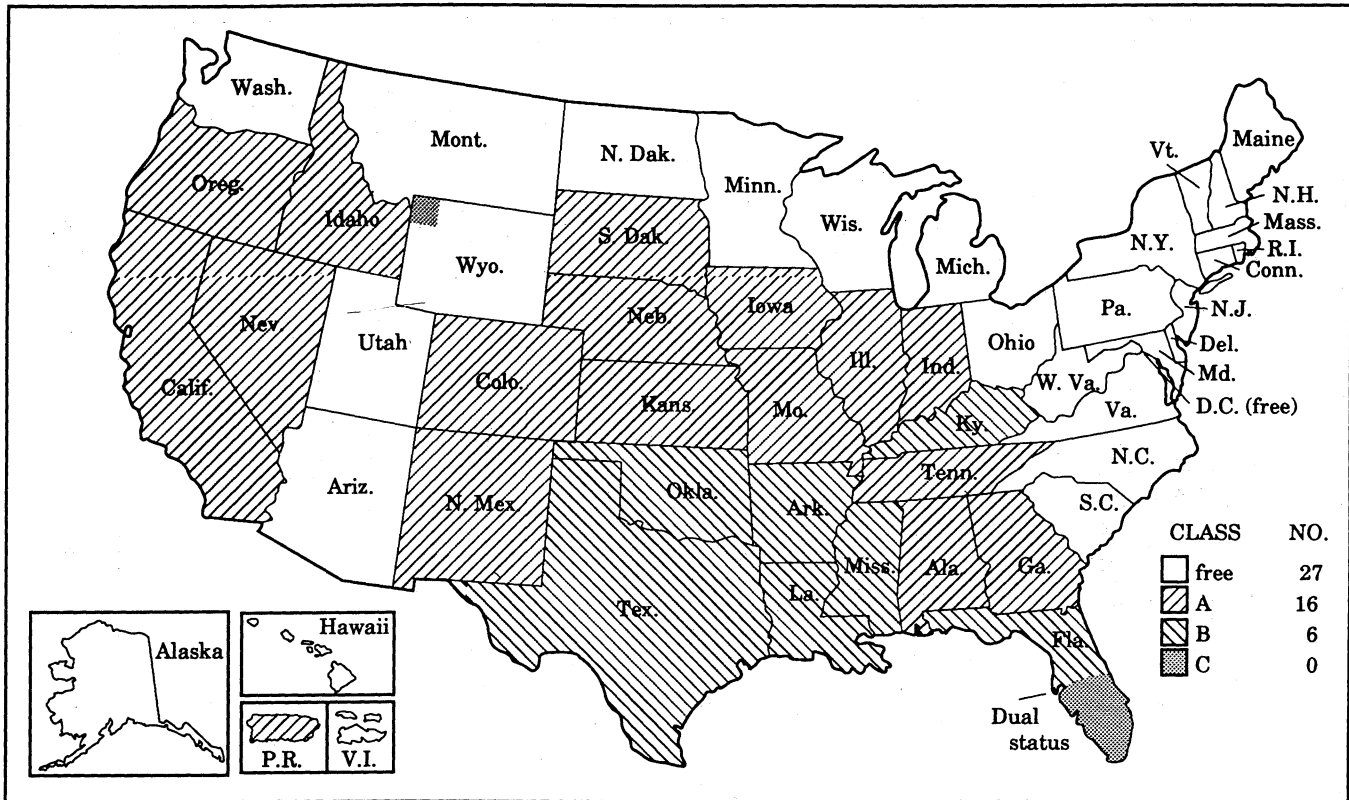 Wash.
Mont.
N. Dak.
Minn.
Maine
Vt.
Oreg.
Idaho
S. Dak.
Wis.
Mich.
N.Y.
N.H.
Mass.
R.I.
Conn.
Wyo.
Nev.
Utah
Neb.
Iowa
Pa.
N.J.
Ohio
Del.
Ill.
Ind.
Md.
Calif.
Colo.
Kans.
Mo.
W. Va.
Va.
D.C. (free)
Ky.
Ariz.
N. Mex.
Okla.
Ark.
Tenn.
N.C.
S.C.
Tex.
La.
Miss.
Ala.
Ga.
Fla.
CLASS NO.
free 27
A 16
B 6
C 0
Alaska
Hawaii
P.R.
V.I.
Dual
status